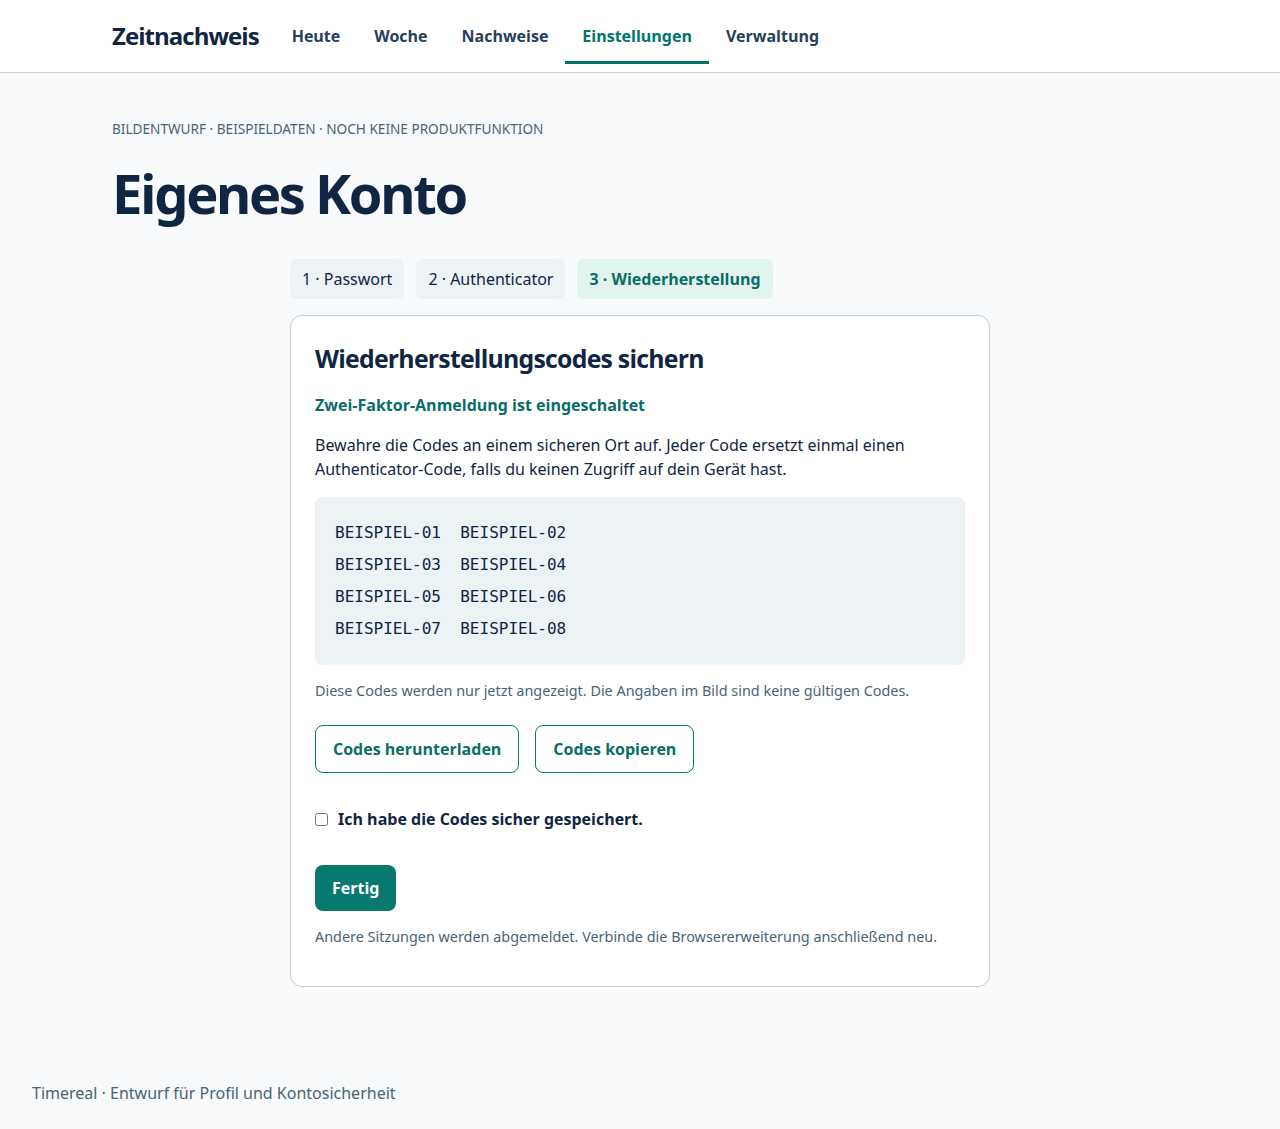 Zeitnachweis Heute Woche Nachweise Einstellungen Verwaltung
BILDENTWURF · BEISPIELDATEN · NOCH KEINE PRODUKTFUNKTION
Eigenes Konto
1 · Passwort 2 · Authenticator 3 · Wiederherstellung
Wiederherstellungscodes sichern
Zwei-Faktor-Anmeldung ist eingeschaltet
Bewahre die Codes an einem sicheren Ort auf. Jeder Code ersetzt einmal einen
Authenticator-Code, falls du keinen Zugriff auf dein Gerät hast.
BEISPIEL-01 BEISPIEL-02
BEISPIEL-03 BEISPIEL-04
BEISPIEL-05 BEISPIEL-06
BEISPIEL-07 BEISPIEL-08
Diese Codes werden nur jetzt angezeigt. Die Angaben im Bild sind keine gültigen Codes.
Codes herunterladen Codes kopieren
Ich habe die Codes sicher gespeichert.
Fertig
Andere Sitzungen werden abgemeldet. Verbinde die Browsererweiterung anschließend neu.
Timereal · Entwurf für Profil und Kontosicherheit